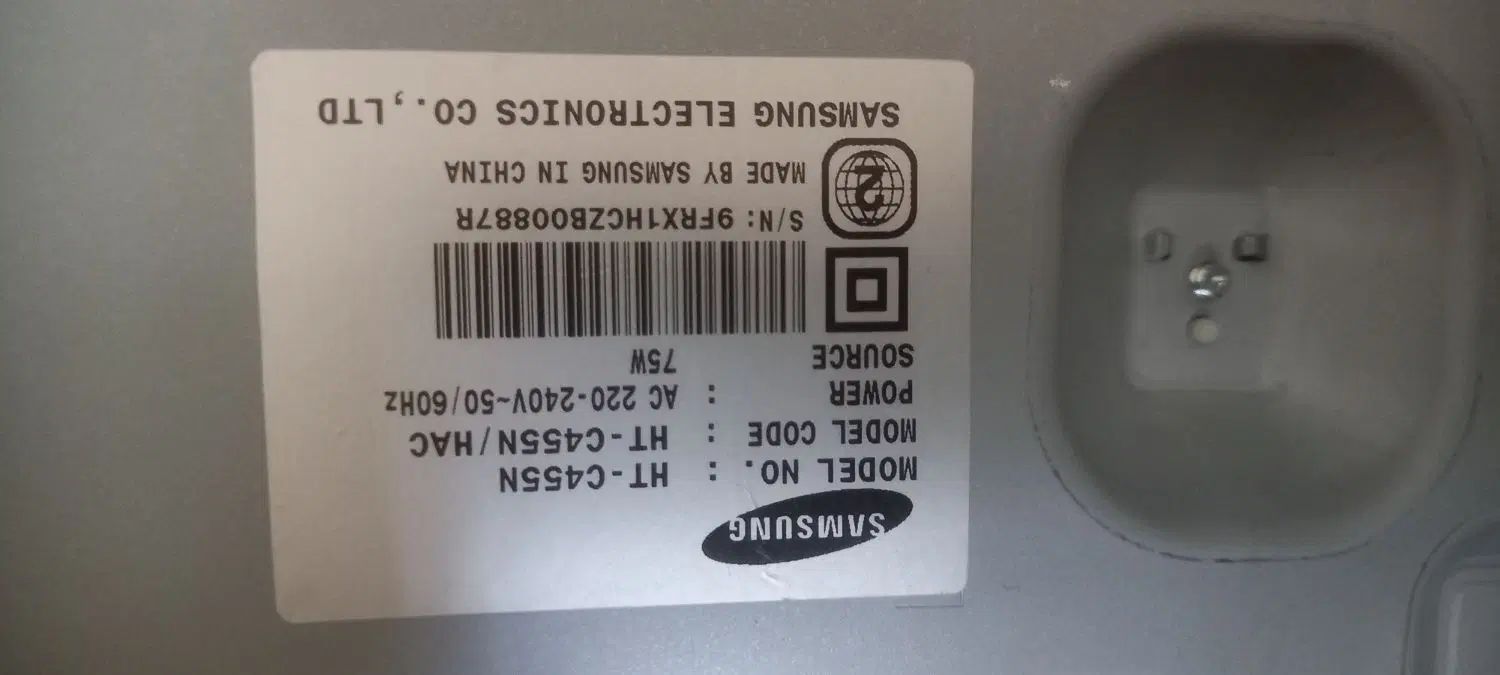 SAMSUNG
MODEL NO. : HT-C455N
MODEL CODE : HT-C455N/HAC
POWER : AC 220-240V~50/60Hz
SOURCE 75W
S/N: 9FRX1HCZB00887R
2
MADE BY SAMSUNG IN CHINA
SAMSUNG ELECTRONICS CO.,LTD